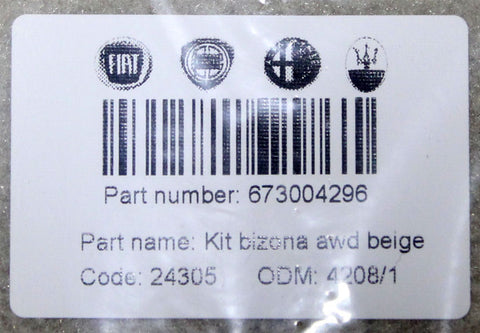 FIAT
Part number: 673004296
Part name: Kit bizona awd beige
Code: 24305 ODM: 4208/1